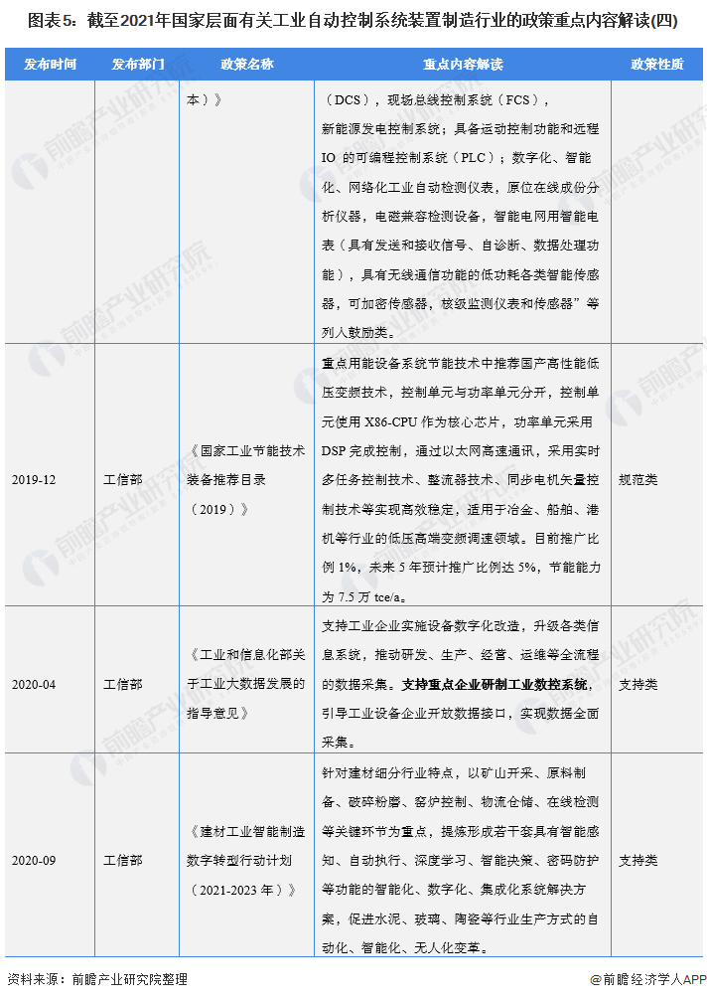 图表5：截至2021年国家层面有关工业自动控制系统装置制造行业的政策重点内容解读(四)
发布时间 发布部门 政策名称 重点内容解读 政策性质
本）》
（DCS），现场总线控制系统（FCS），
新能源发电控制系统；具备运动控制功能和远程
IO 的可编程控制系统（PLC）；数字化、智能
化、网络化工业自动检测仪表，原位在线成份分
析仪器，电磁兼容检测设备，智能电网用智能电
表（具有发送和接收信号、自诊断、数据处理功
能），具有无线通信功能的低功耗各类智能传感
器，可加密传感器，核级监测仪表和传感器”等
列入鼓励类。
2019-12
工信部
《国家工业节能技术
装备推荐目录
（2019）》
重点用能设备系统节能技术中推荐国产高性能低
压变频技术，控制单元与功率单元分开，控制单
元使用 X86-CPU 作为核心芯片，功率单元采用
DSP 完成控制，通过以太网高速通讯，采用实时
多任务控制技术、整流器技术、同步电机矢量控
制技术等实现高效稳定，适用于冶金、船舶、港
机等行业的低压高端变频调速领域。目前推广比
例 1%，未来 5 年预计推广比例达 5%，节能能力
为 7.5 万 tce/a。
规范类
2020-04
工信部
《工业和信息化部关
于工业大数据发展的
指导意见》
支持工业企业实施设备数字化改造，升级各类信
息系统，推动研发、生产、经营、运维等全流程
的数据采集。支持重点企业研制工业数控系统，
引导工业设备企业开放数据接口，实现数据全面
采集。
支持类
2020-09
工信部
《建材工业智能制造
数字转型行动计划
（2021-2023 年）》
针对建材细分行业特点，以矿山开采、原料制
备、破碎粉磨、窑炉控制、物流仓储、在线检测
等关键环节为重点，提炼形成若干套具有智能感
知、自动执行、深度学习、智能决策、密码防护
等功能的智能化、数字化、集成化系统解决方
案，促进水泥、玻璃、陶瓷等行业生产方式的自
动化、智能化、无人化变革。
支持类
资料来源：前瞻产业研究院整理
@前瞻经济学人APP
前瞻产业研究院